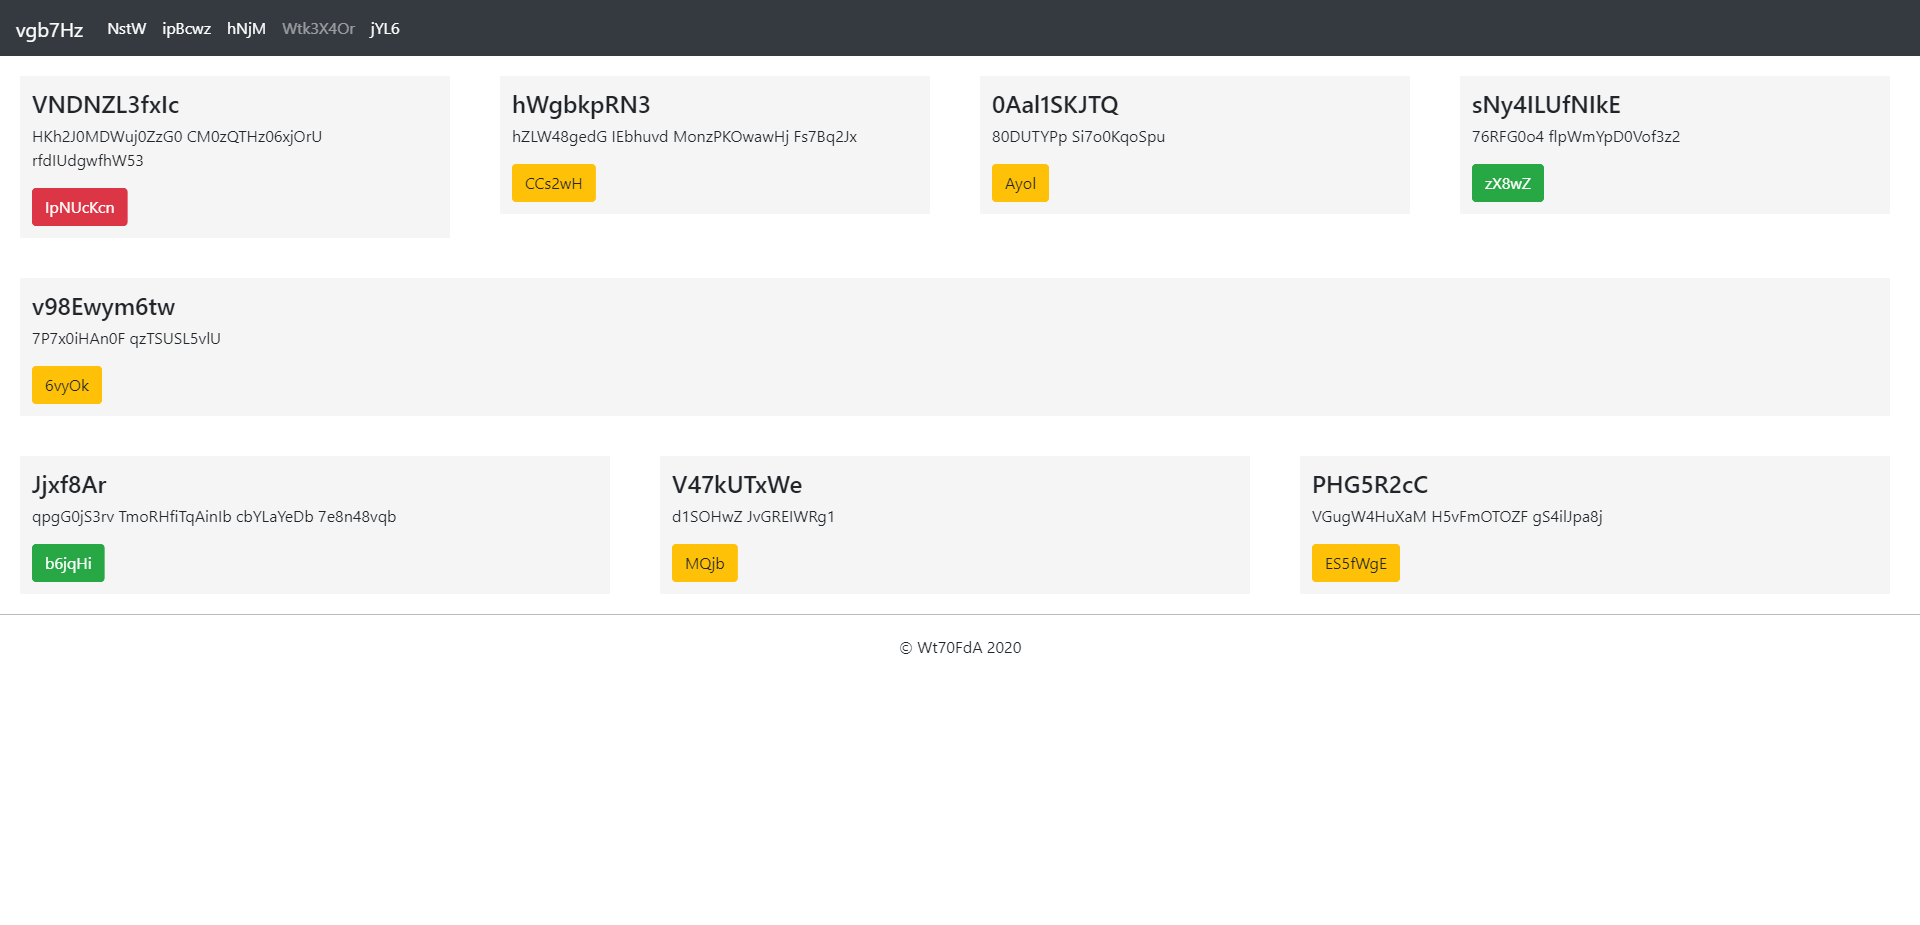 vgb7Hz NstW ipBcwz hNjM Wtk3X4Or jYL6
VNDNZL3fxIc
HKh2J0MDWuj0ZzG0 CM0zQTHz06xjOrU
rfdIUdgwfhW53
IpNUcKcn
hWgbkpRN3
hZLW48gedG IEbhuvd MonzPKOwawHj Fs7Bq2Jx
CCs2wH
0Aal1SKJTQ
80DUTYPp Si7o0KqoSpu
Ayol
sNy4ILUfNIkE
76RFG0o4 flpWmYpD0Vof3z2
zX8wZ
v98Ewym6tw
7P7x0iHAn0F qzTSUSL5vlU
6vyOk
Jjxf8Ar
qpgG0jS3rv TmoRHfiTqAinIb cbYLaYeDb 7e8n48vqb
b6jqHi
V47kUTxWe
d1SOHwZ JvGREIWRg1
MQjb
PHG5R2cC
VGugW4HuXaM H5vFmOTOZF gS4ilJpa8j
ES5fWgE
© Wt70FdA 2020